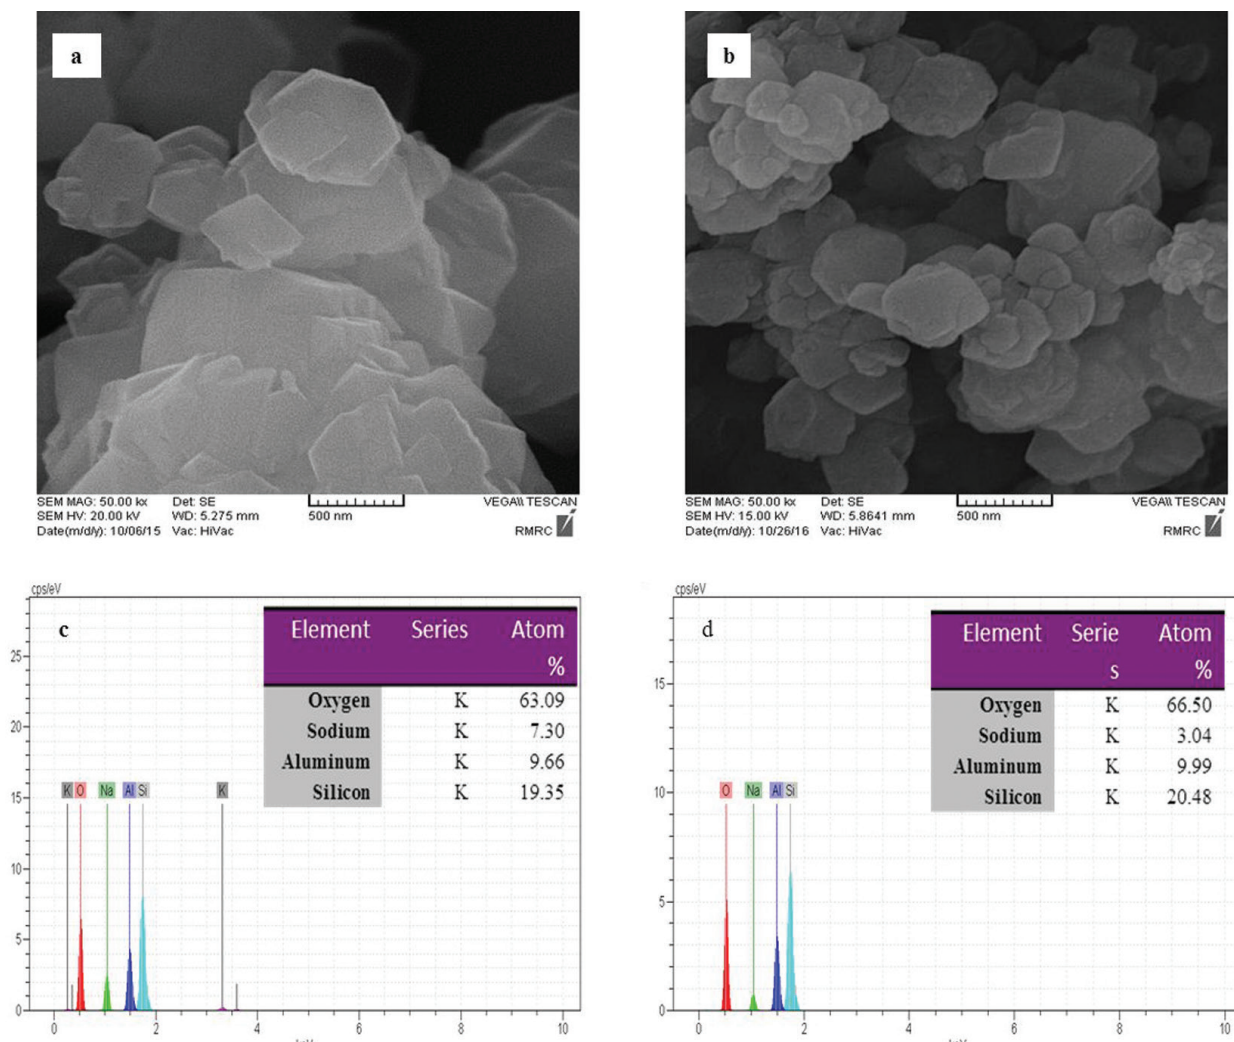 a
SEM MAG: 50.00 kx Det: SE
SEM HV: 20.00 kV WD: 5.275 mm 500 nm VEGA\\ TESCAN
Date(m/d/y): 10/06/15 Vac: HiVac RMRC
b
SEM MAG: 50.00 kx Det: SE
SEM HV: 15.00 kV WD: 5.8641 mm 500 nm VEGA\\ TESCAN
Date(m/d/y): 10/26/16 Vac: HiVac RMRC
cps/eV
c
Element Series Atom
%
Oxygen K 63.09
Sodium K 7.30
Aluminum K 9.66
Silicon K 19.35
25
20
15
10
5
0
K O Na Al Si K
0 2 4 6 8 10
cps/eV
d
Element Serie Atom
s %
Oxygen K 66.50
Sodium K 3.04
Aluminum K 9.99
Silicon K 20.48
15
10
5
0
O Na Al Si
0 2 4 6 8 10